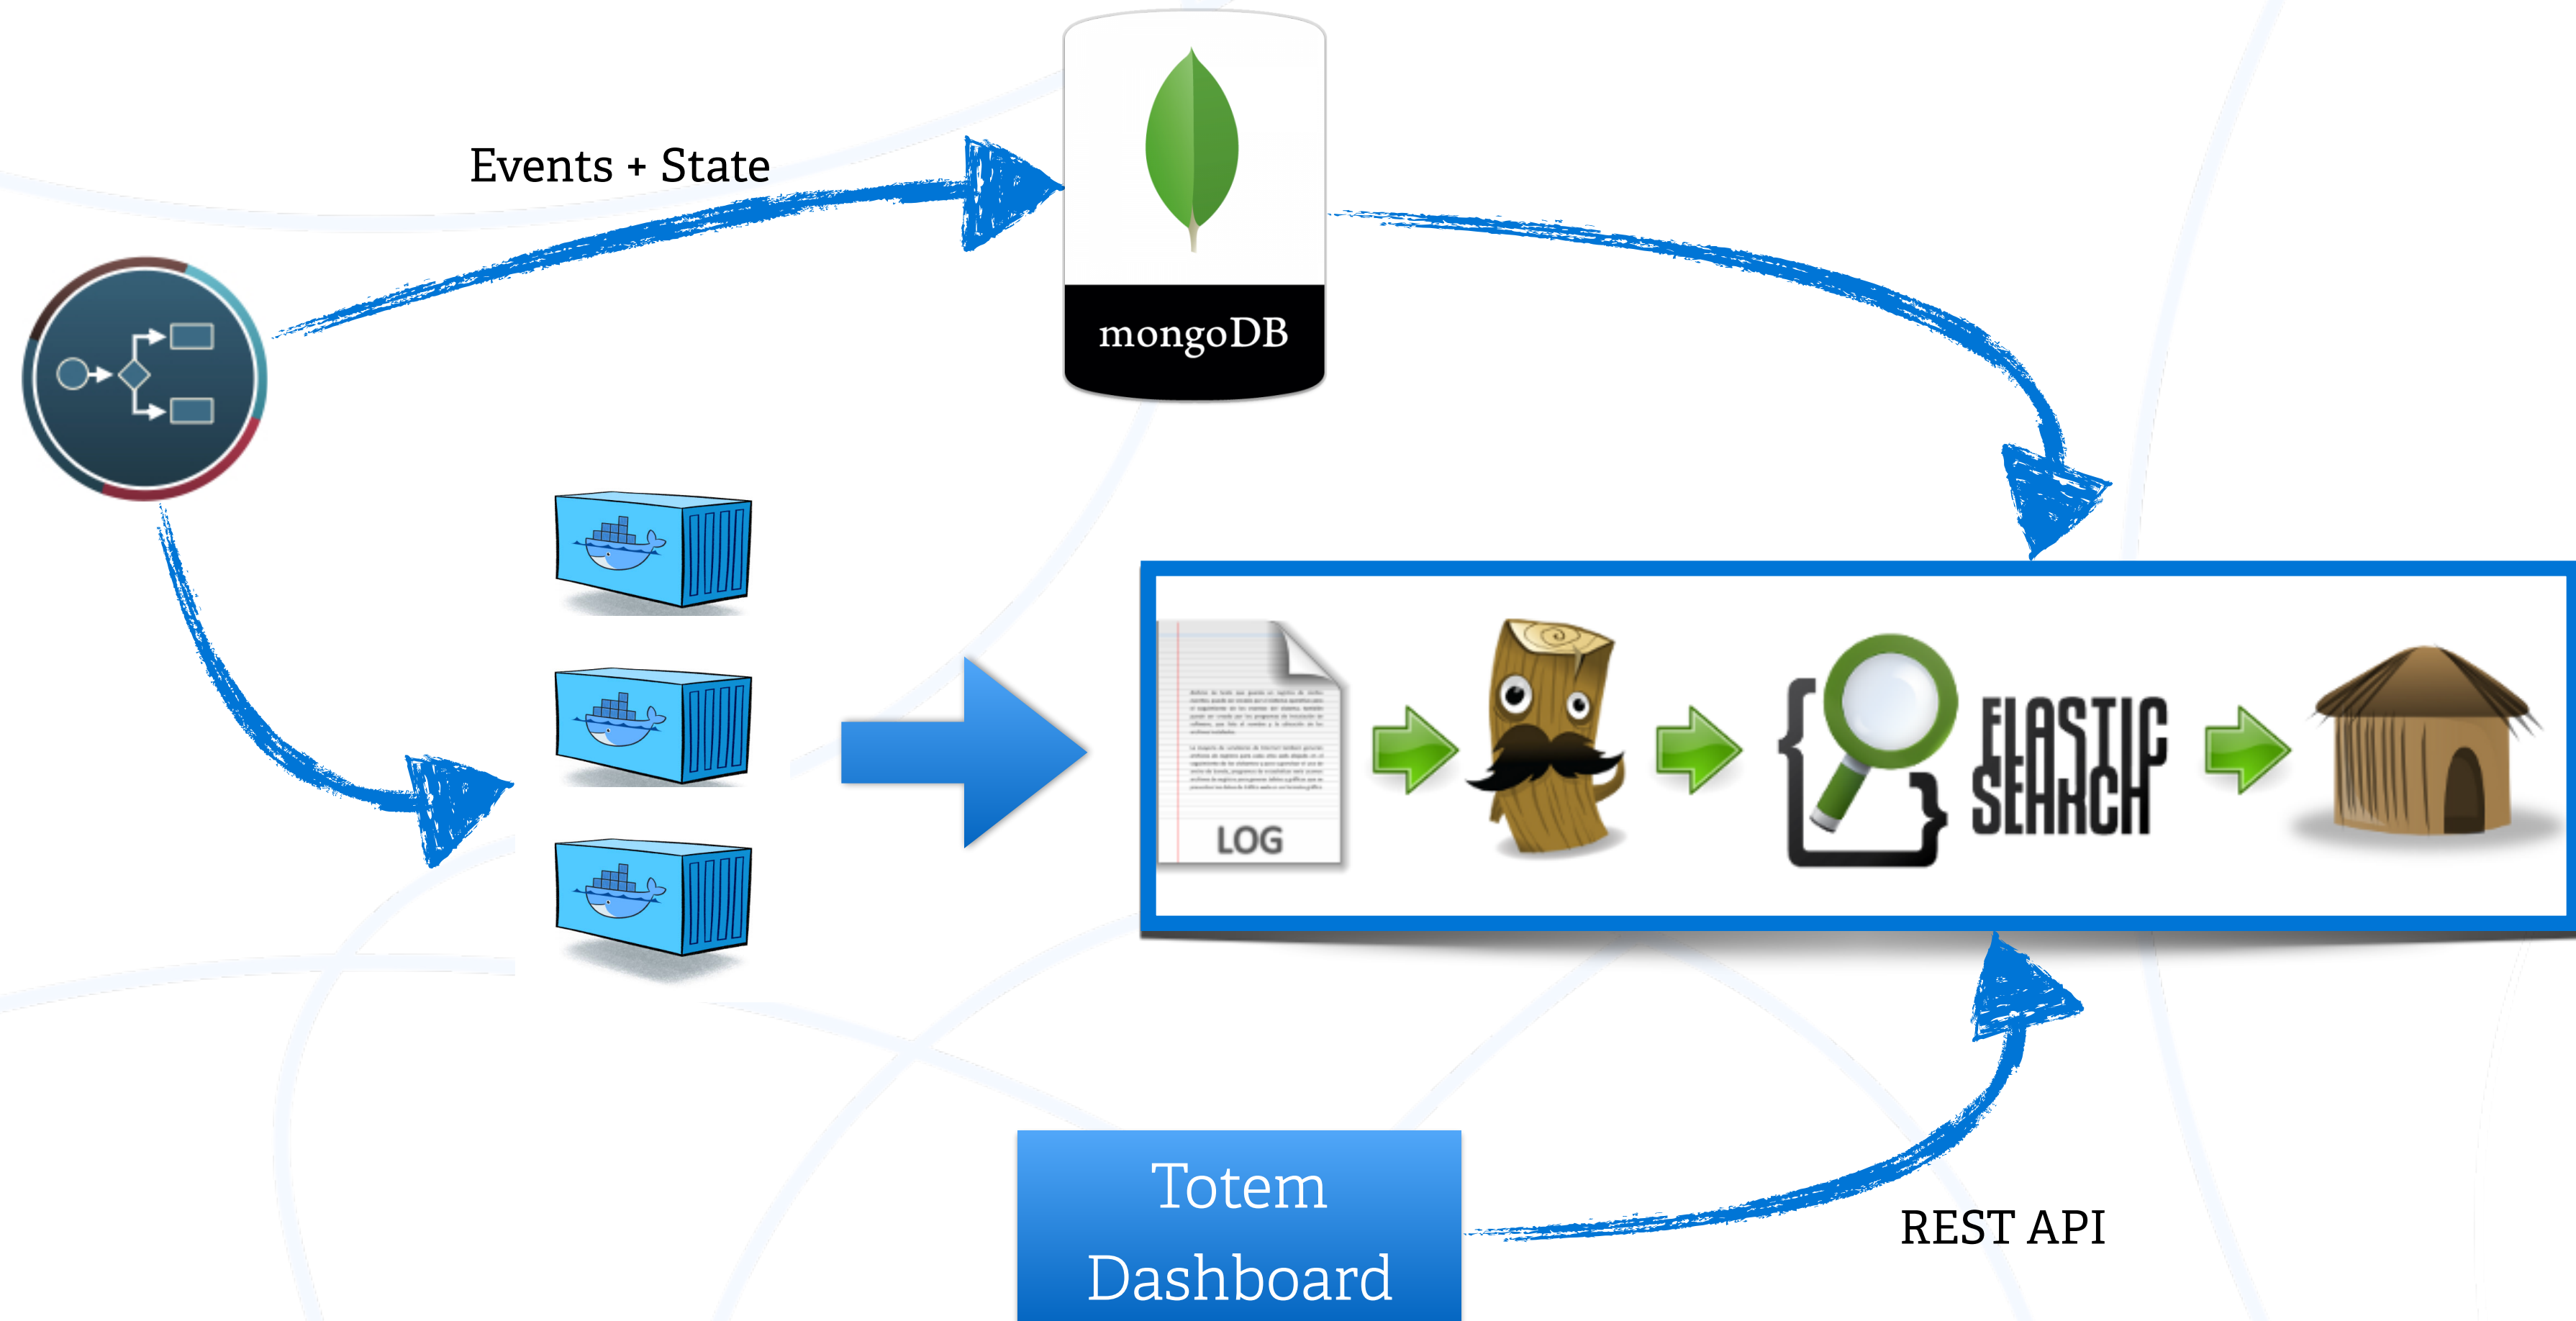 Events + State
mongoDB
LOG
ELASTIC
SEARCH
Totem
Dashboard
REST API